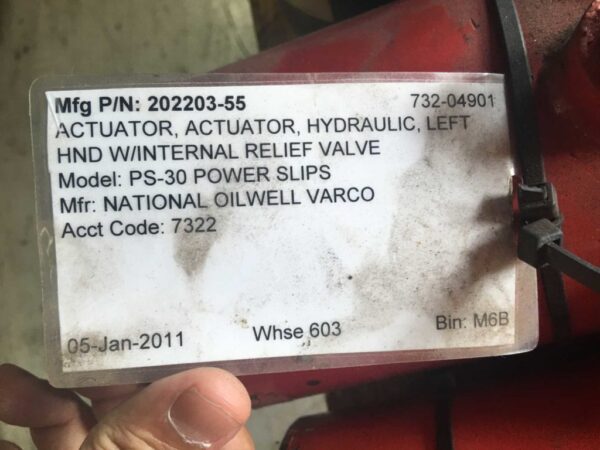 Mfg P/N: 202203-55 732-04901
ACTUATOR, ACTUATOR, HYDRAULIC, LEFT
HND W/INTERNAL RELIEF VALVE
Model: PS-30 POWER SLIPS
Mfr: NATIONAL OILWELL VARCO
Acct Code: 7322
05-Jan-2011 Whse 603 Bin: M6B